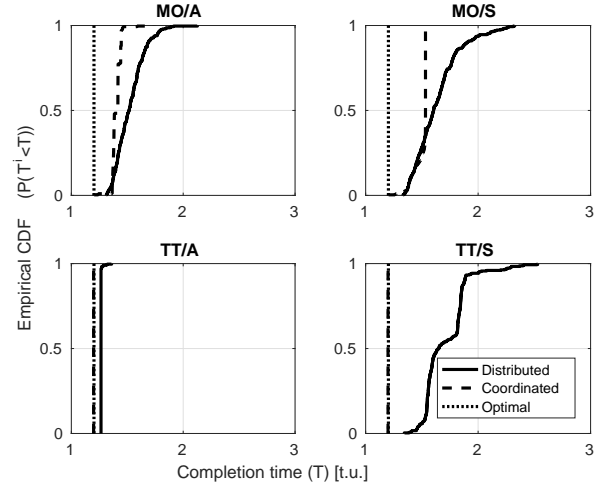 MO/A
MO/S
1
0.5
0
1
2
3
1
0.5
0
1
2
3
Empirical CDF (P(T^i<T))
TT/A
TT/S
1
0.5
0
1
2
3
1
0.5
0
1
2
3
Distributed
Coordinated
Optimal
Completion time (T) [t.u.]